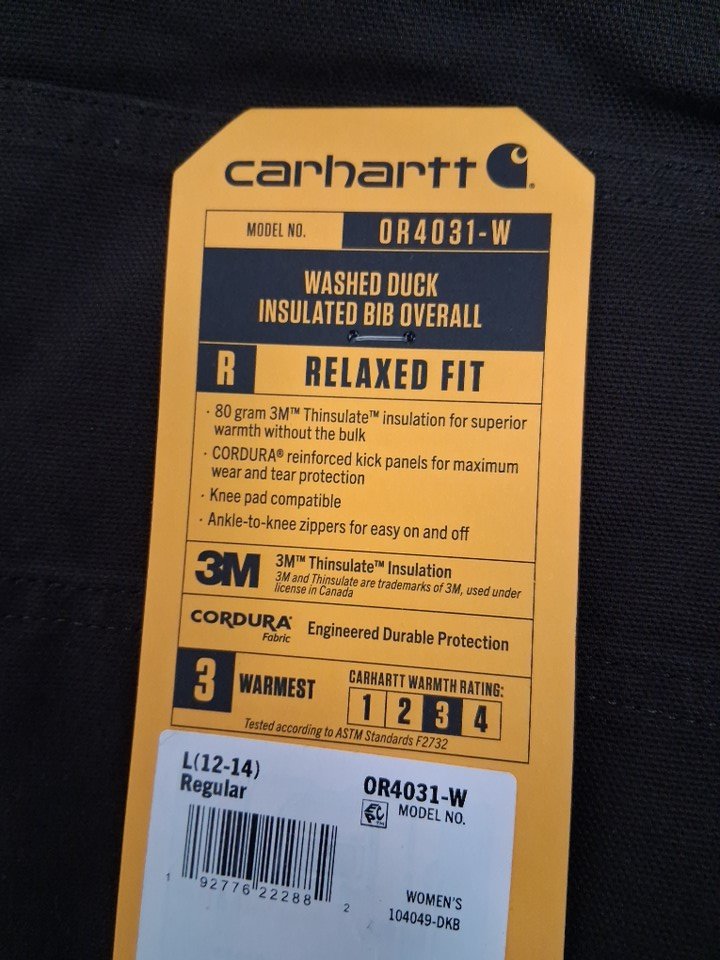 carhartt
MODEL NO. OR4031-W
WASHED DUCK
INSULATED BIB OVERALL
R RELAXED FIT
· 80 gram 3M™ Thinsulate™ insulation for superior
warmth without the bulk
· CORDURA® reinforced kick panels for maximum
wear and tear protection
· Knee pad compatible
· Ankle-to-knee zippers for easy on and off
3M 3M™ Thinsulate™ Insulation
3M and Thinsulate are trademarks of 3M, used under
license in Canada
CORDURA®
Fabric
Engineered Durable Protection
3 WARMEST
CARHARTT WARMTH RATING:
1 2 3 4
Tested according to ASTM Standards F2732
L(12-14)
Regular
OR4031-W
MODEL NO.
1 92776 22288 2
WOMEN'S
104049-DKB